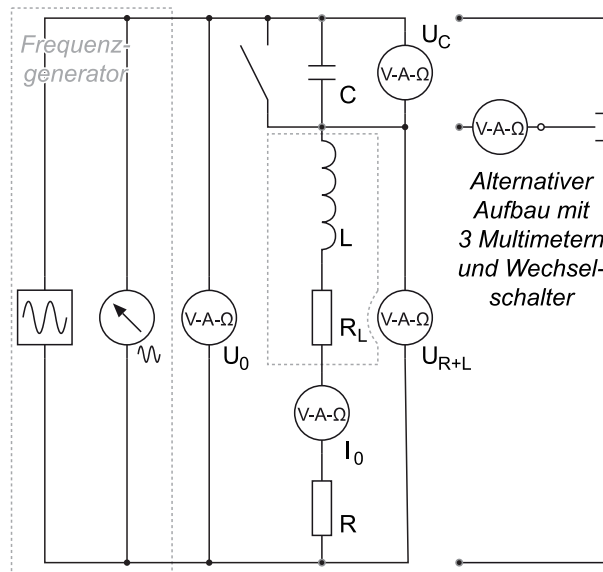 Frequenz-
generator
U_C
V-A-Ω
C
V-A-Ω
L
Alternativer
Aufbau mit
3 Multimetern
und Wechsel-
schalter
V-A-Ω
U_0
R_L
V-A-Ω
U_R+L
V-A-Ω
I_0
R